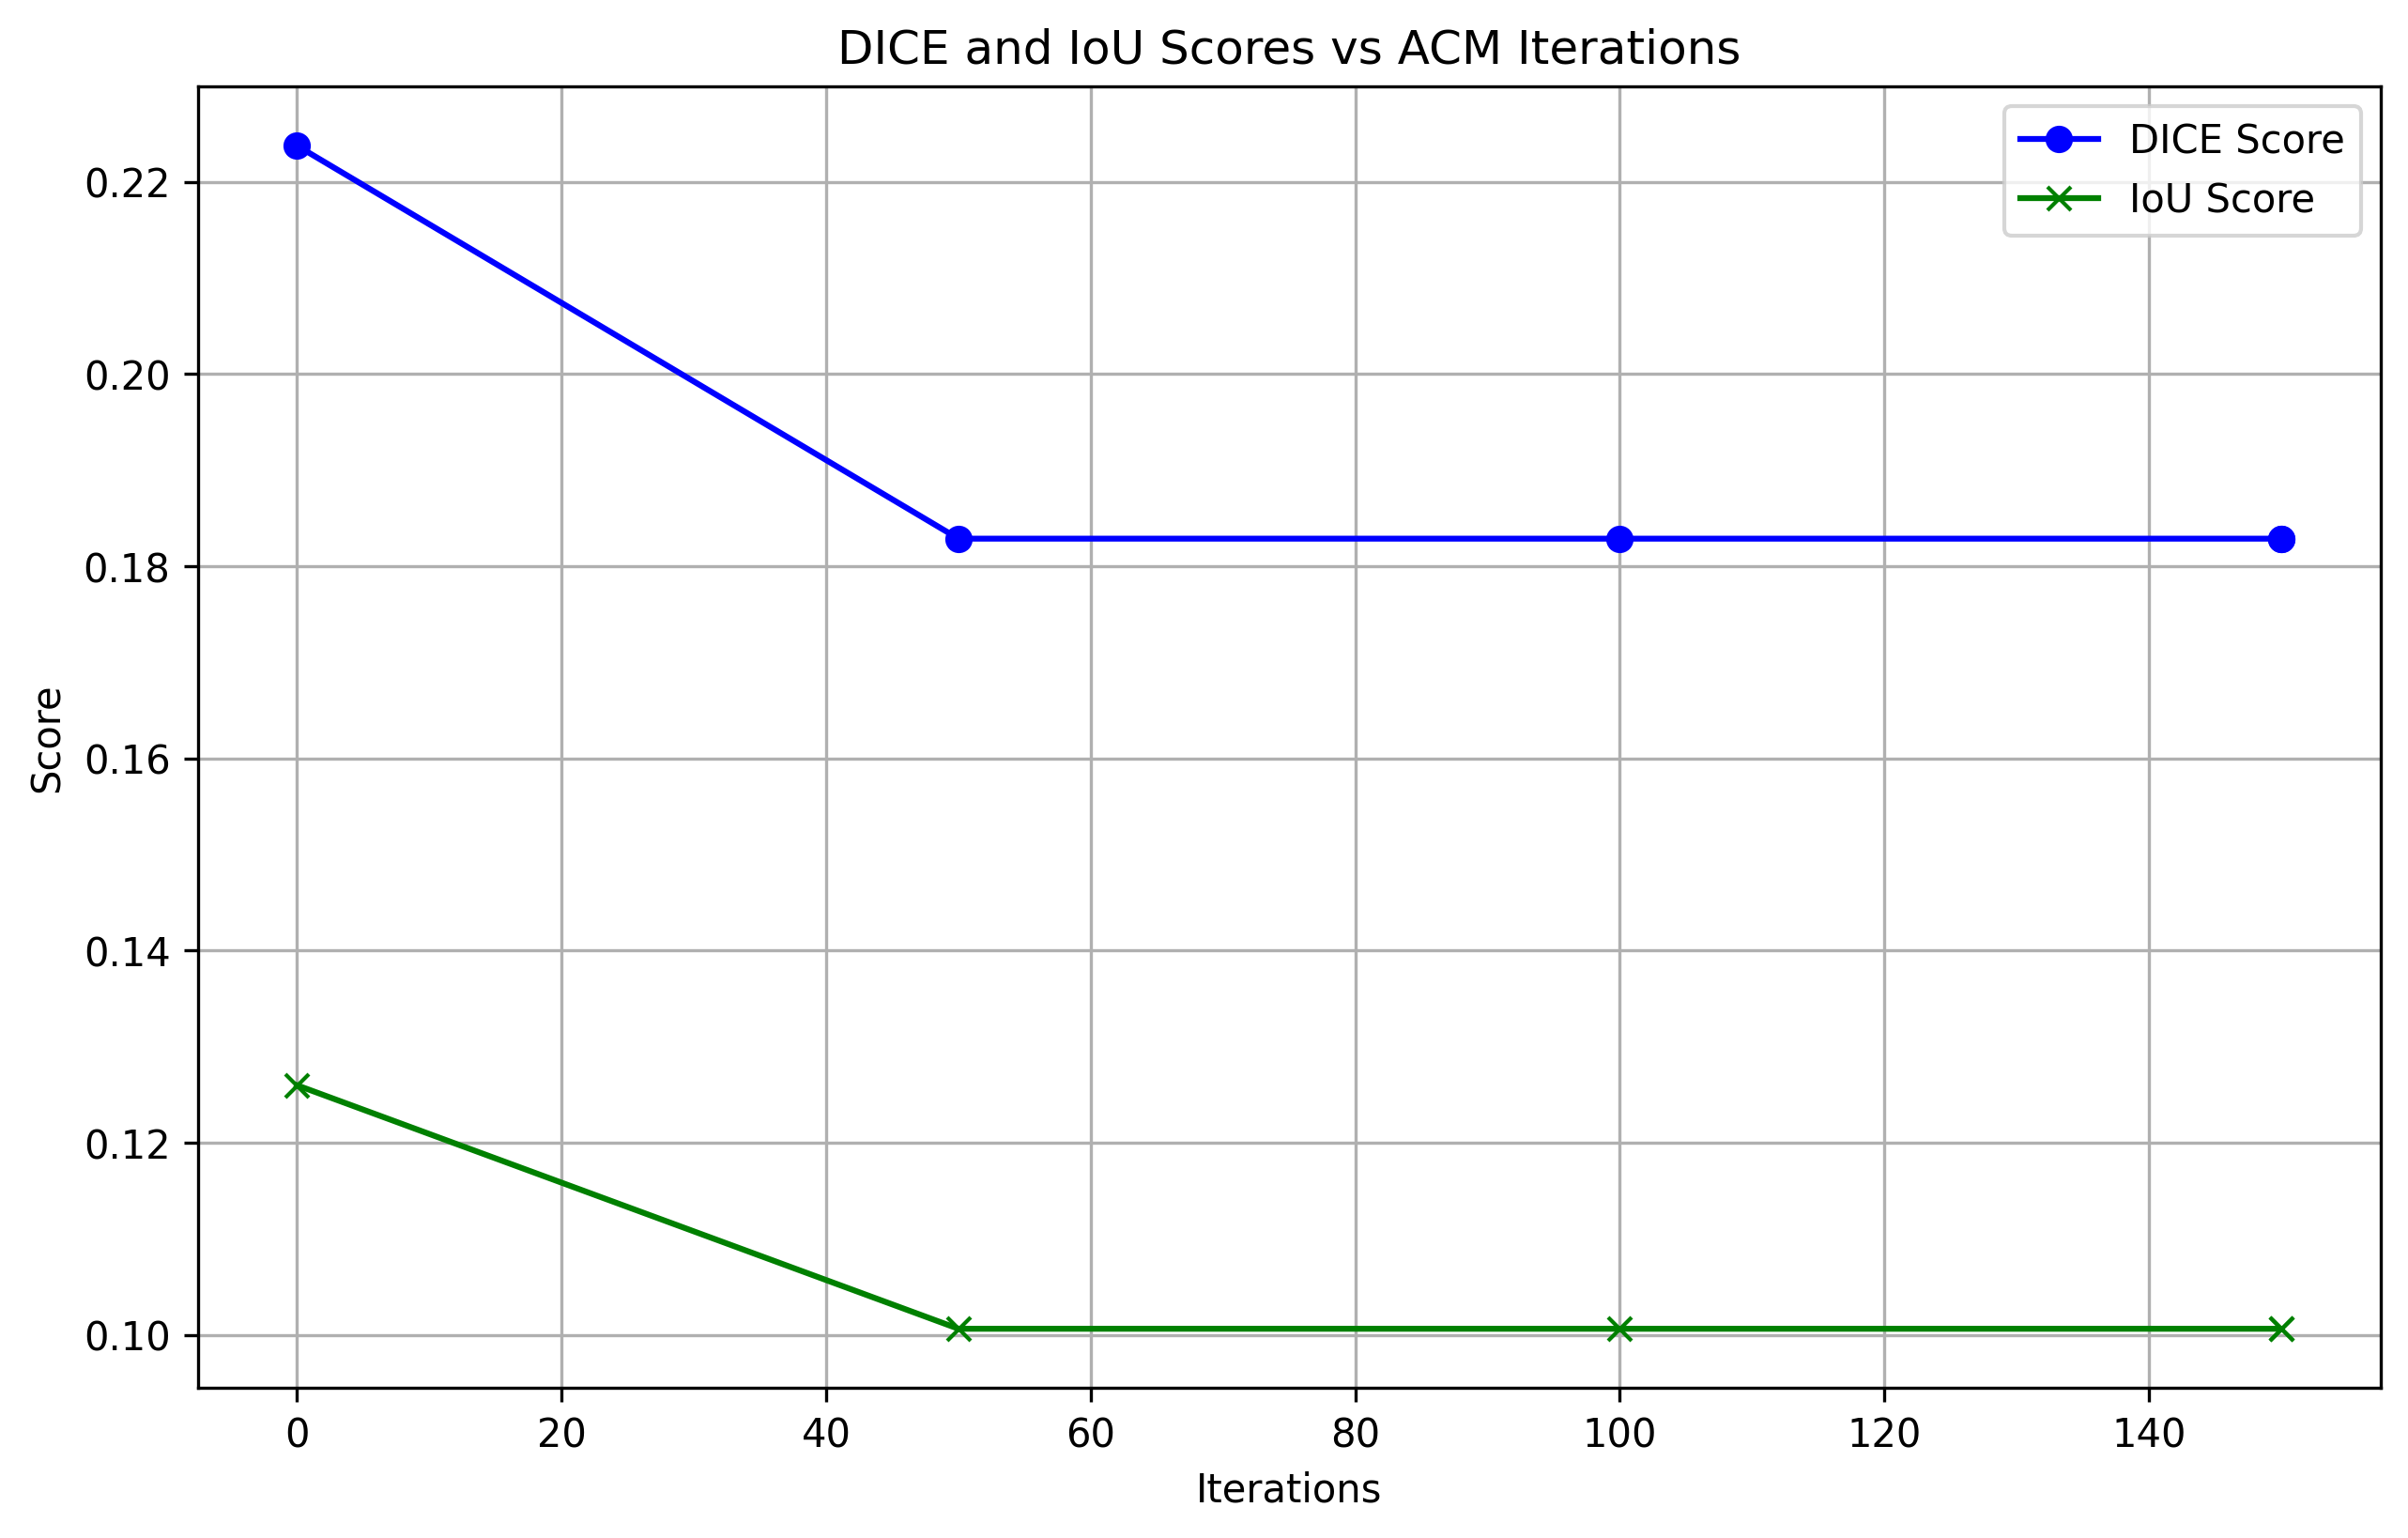 DICE and IoU Scores vs ACM Iterations
DICE Score
IoU Score
0.22
0.20
0.18
0.16
0.14
0.12
0.10
Score
0 20 40 60 80 100 120 140
Iterations